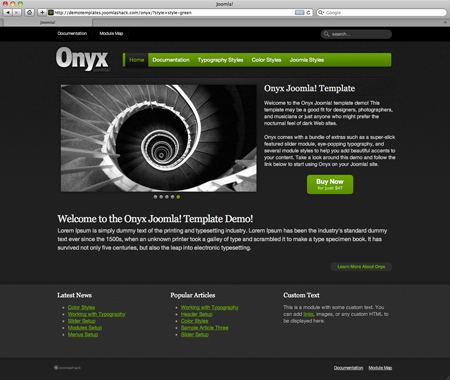 Joomla!
http://demotemplates.joomlashack.com/onyx/?style=style-green
Google
joomla!
Documentation Module Map
search...
Onyx
joomla!
Home Documentation Typography Styles Color Styles Joomla Styles
Onyx Joomla! Template
Welcome to the Onyx Joomla! template demo! This
template may be a good fit for designers, photographers,
and musicians or just anyone who might prefer the
nocturnal feel of dark Web sites.
Onyx comes with a bundle of extras such as a super-slick
featured slider module, eye-popping typography, and
several module styles to help you add beautiful accents to
your content. Take a look around this demo and follow the
link below to start using Onyx on your Joomla! site.
Buy Now
for just $47
Welcome to the Onyx Joomla! Template Demo!
Lorem Ipsum is simply dummy text of the printing and typesetting industry. Lorem Ipsum has been the industry's standard dummy
text ever since the 1500s, when an unknown printer took a galley of type and scrambled it to make a type specimen book. It has
survived not only five centuries, but also the leap into electronic typesetting.
Learn More About Onyx
Latest News
Color Styles
Working with Typography
Slider Setup
Modules Setup
Menus Setup
Popular Articles
Working with Typography
Header Setup
Color Styles
Sample Article Three
Slider Setup
Custom Text
This is a module with some custom text. You
can add links, images, or any custom HTML to
be displayed here.
joomlashack
Documentation Module Map